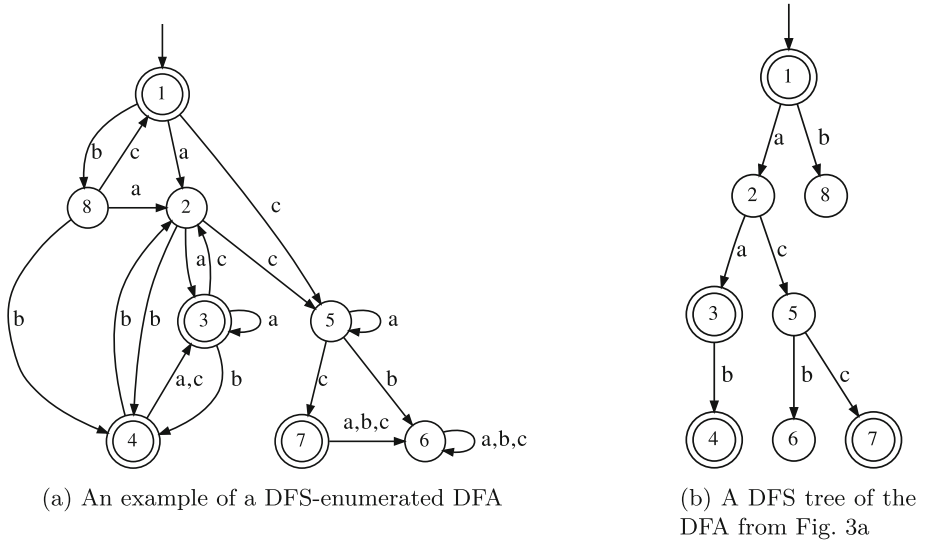 1
1
b
c
a
a
b
8
a
2
c
2
8
c
a
c
a
c
b
b
b
3
a
5
a
3
5
a,c
b
c
b
b
b
c
4
7
a,b,c
6
a,b,c
4
6
7
(a) An example of a DFS-enumerated DFA
(b) A DFS tree of the
DFA from Fig. 3a